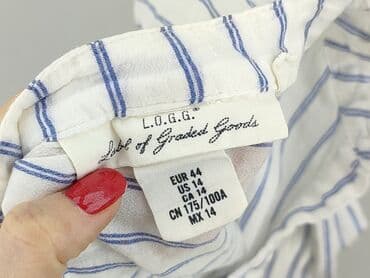 L.O.G.G.
Label of Graded Goods
EUR 44
US 14
CA 14
CN 175/100A
MX 14